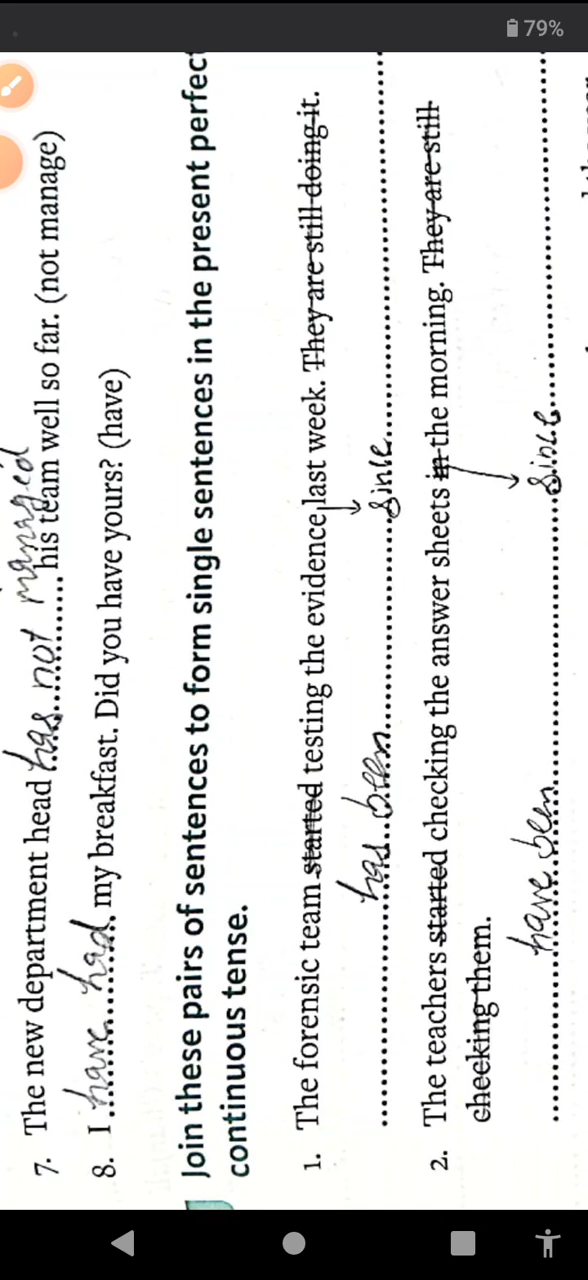 79%
7. The new department head has not managed his team well so far. (not manage)
8. I have had my breakfast. Did you have yours? (have)
Join these pairs of sentences to form single sentences in the present perfect
continuous tense.
1. The forensic team started testing the evidence last week. They are still doing it.
has been since
2. The teachers started checking the answer sheets in the morning. They are still
checking them.
have been since